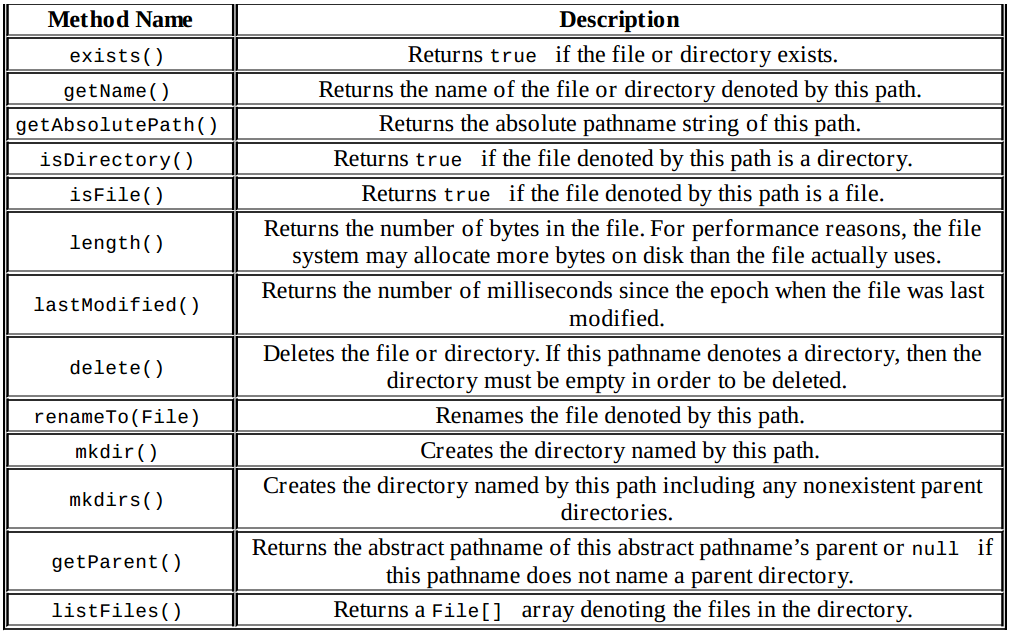 Method Name Description
exists() Returns true if the file or directory exists.
getName() Returns the name of the file or directory denoted by this path.
getAbsolutePath() Returns the absolute pathname string of this path.
isDirectory() Returns true if the file denoted by this path is a directory.
isFile() Returns true if the file denoted by this path is a file.
length() Returns the number of bytes in the file. For performance reasons, the file
system may allocate more bytes on disk than the file actually uses.
lastModified() Returns the number of milliseconds since the epoch when the file was last
modified.
delete() Deletes the file or directory. If this pathname denotes a directory, then the
directory must be empty in order to be deleted.
renameTo(File) Renames the file denoted by this path.
mkdir() Creates the directory named by this path.
mkdirs() Creates the directory named by this path including any nonexistent parent
directories.
getParent() Returns the abstract pathname of this abstract pathname’s parent or null if
this pathname does not name a parent directory.
listFiles() Returns a File[] array denoting the files in the directory.